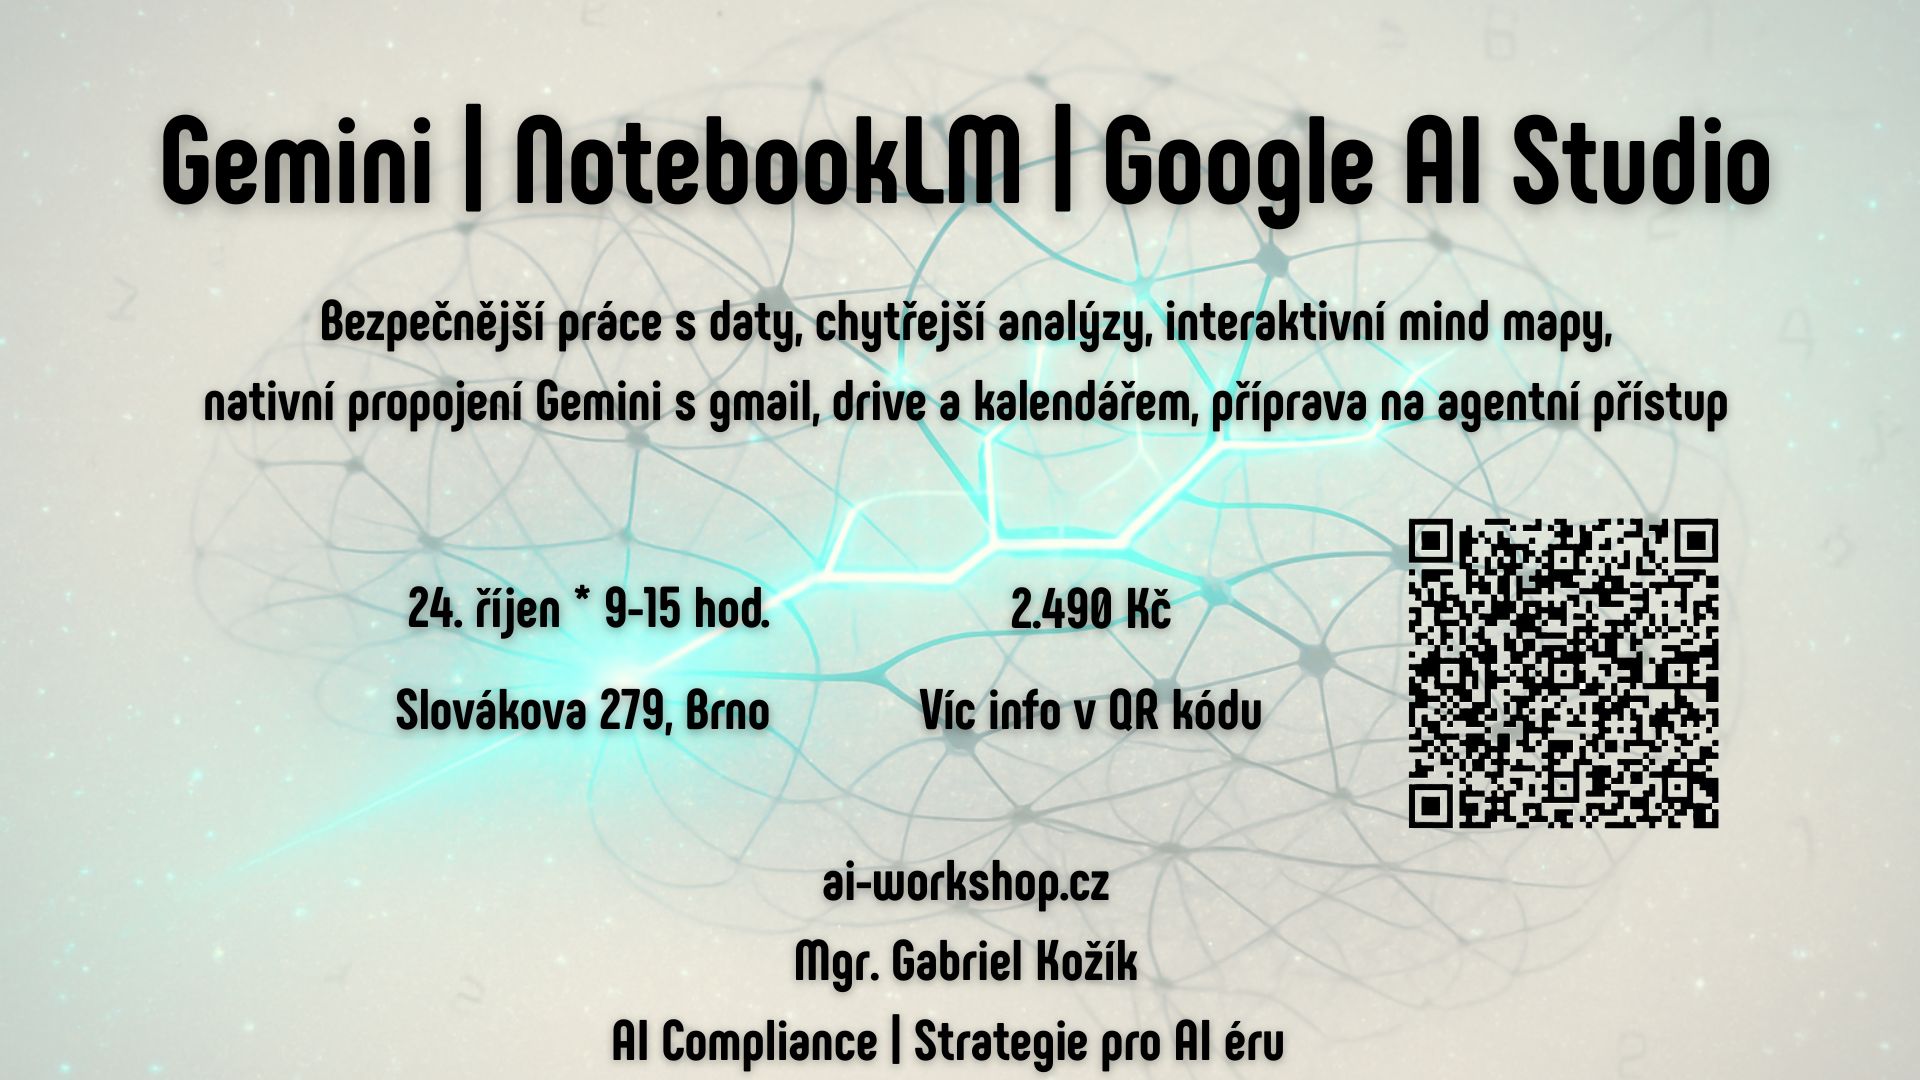 Gemini | NotebookLM | Google AI Studio
Bezpečnější práce s daty, chytřejší analýzy, interaktivní mind mapy,
nativní propojení Gemini s gmail, drive a kalendářem, příprava na agentní přístup
24. říjen * 9-15 hod.
2.490 Kč
Slovákova 279, Brno
Víc info v QR kódu
ai-workshop.cz
Mgr. Gabriel Kožík
AI Compliance | Strategie pro AI éru